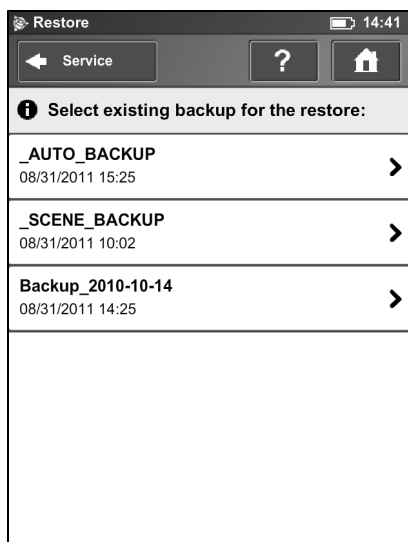 Restore 14:41
Service ?
Select existing backup for the restore:
_AUTO_BACKUP
08/31/2011 15:25
_SCENE_BACKUP
08/31/2011 10:02
Backup_2010-10-14
08/31/2011 14:25